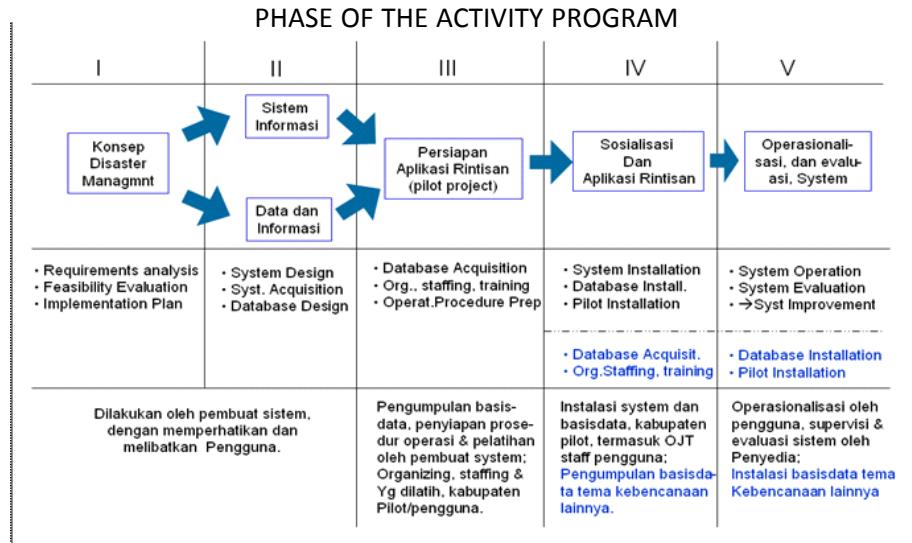 PHASE OF THE ACTIVITY PROGRAM
I
II
III
IV
V
Konsep
Disaster
Managmnt
Sistem
Informasi
Data dan
Informasi
Persiapan
Aplikasi Rintisan
(pilot project)
Sosialisasi
Dan
Aplikasi Rintisan
Operasionali-
sasi, dan evalu-
asi, System
· Requirements analysis
· Feasibility Evaluation
· Implementation Plan
· System Design
· Syst. Acquisition
· Database Design
· Database Acquisition
· Org., staffing, training
· Operat.Procedure Prep
· System Installation
· Database Install.
· Pilot Installation
· Database Acquisit.
· Org.Staffing, training
· System Operation
· System Evaluation
· →Syst Improvement
· Database Installation
· Pilot Installation
Dilakukan oleh pembuat sistem,
dengan memperhatikan dan
melibatkan Pengguna.
Pengumpulan basis-
data, penyiapan prose-
dur operasi & pelatihan
oleh pembuat system;
Organizing, staffing &
Yg dilatih, kabupaten
Pilot/pengguna.
Instalasi system dan
basisdata, kabupaten
pilot, termasuk OJT
staff pengguna;
Pengumpulan basisda-
ta tema kebencanaan
lainnya.
Operasionalisasi oleh
pengguna, supervisi &
evaluasi sistem oleh
Penyedia;
Instalasi basisdata tema
Kebencanaan lainnya